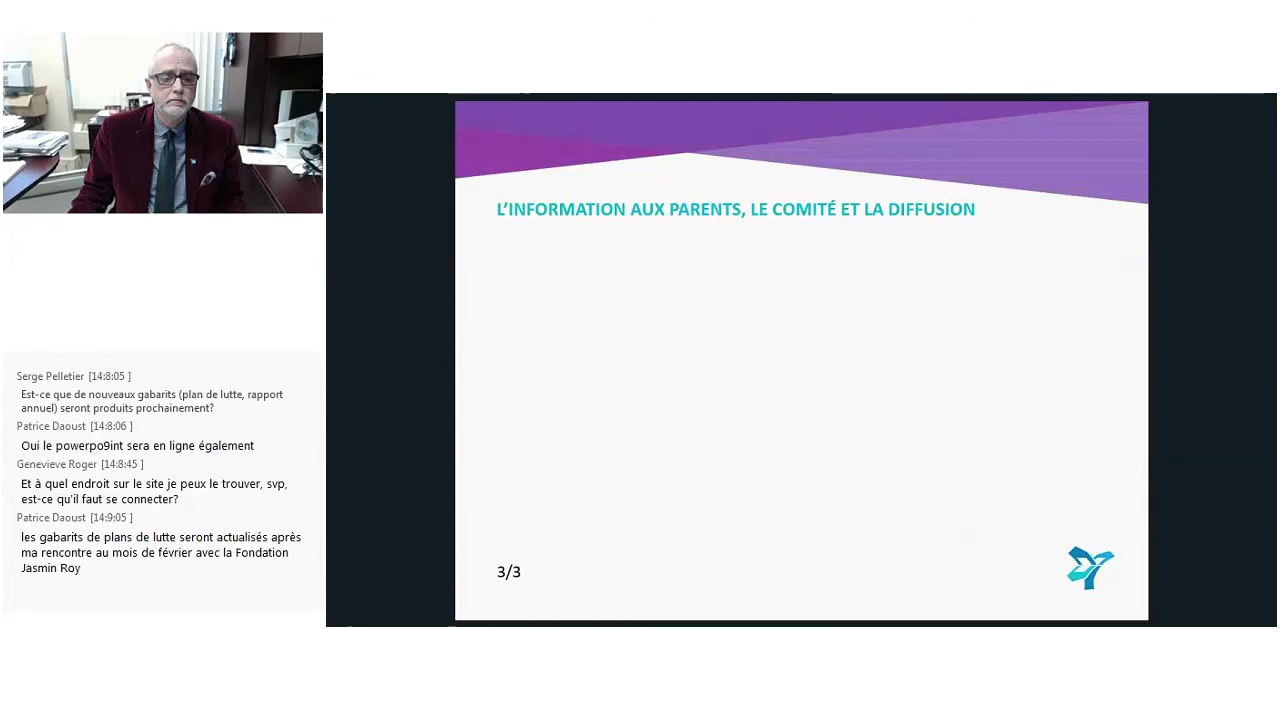 Serge Pelletier [14:8:05 ]
Est-ce que de nouveaux gabarits (plan de lutte, rapport
annuel) seront produits prochainement?
Patrice Daoust [14:8:06 ]
Oui le powerpo9int sera en ligne également
Genevieve Roger [14:8:45 ]
Et à quel endroit sur le site je peux le trouver, svp,
est-ce qu'il faut se connecter?
Patrice Daoust [14:9:05 ]
les gabarits de plans de lutte seront actualisés après
ma rencontre au mois de février avec la Fondation
Jasmin Roy
L'INFORMATION AUX PARENTS, LE COMITÉ ET LA DIFFUSION
3/3